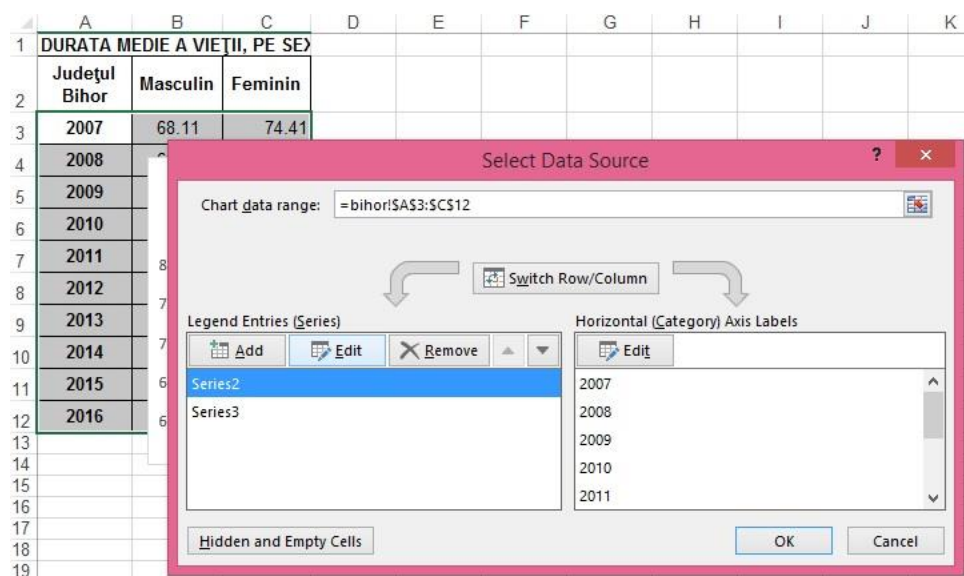 A B C D E F G H I J K
1 DURATA MEDIE A VIEŢII, PE SEX
2 Judeţul Bihor Masculin Feminin
3 2007 68.11 74.41
4 2008
5 2009
6 2010
7 2011
8 2012
9 2013
10 2014
11 2015
12 2016
13
14
15
16
17
18
19
Select Data Source ? ×
Chart data range: =bihor!$A$3:$C$12
Switch Row/Column
Legend Entries (Series)
Add Edit Remove
Series2
Series3
Horizontal (Category) Axis Labels
Edit
2007
2008
2009
2010
2011
Hidden and Empty Cells
OK Cancel